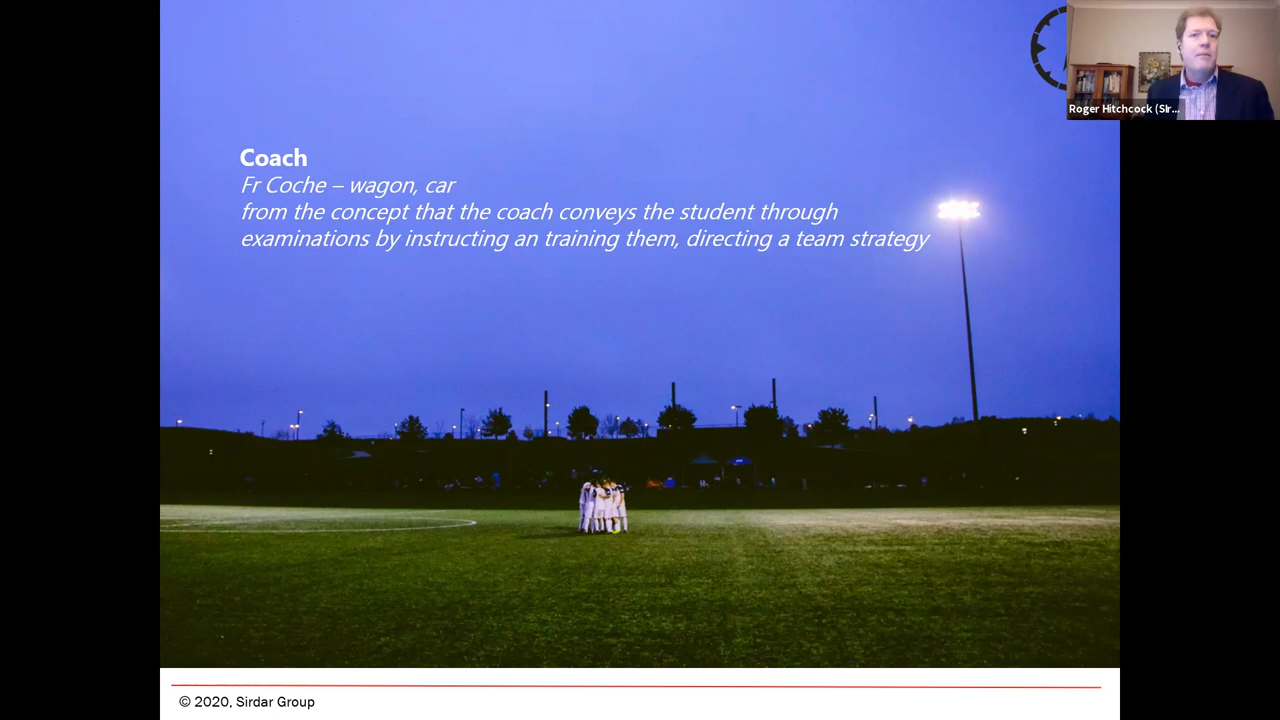 Coach
Fr Coche – wagon, car
from the concept that the coach conveys the student through
examinations by instructing an training them, directing a team strategy
Roger Hitchcock (SIr...
© 2020, Sirdar Group